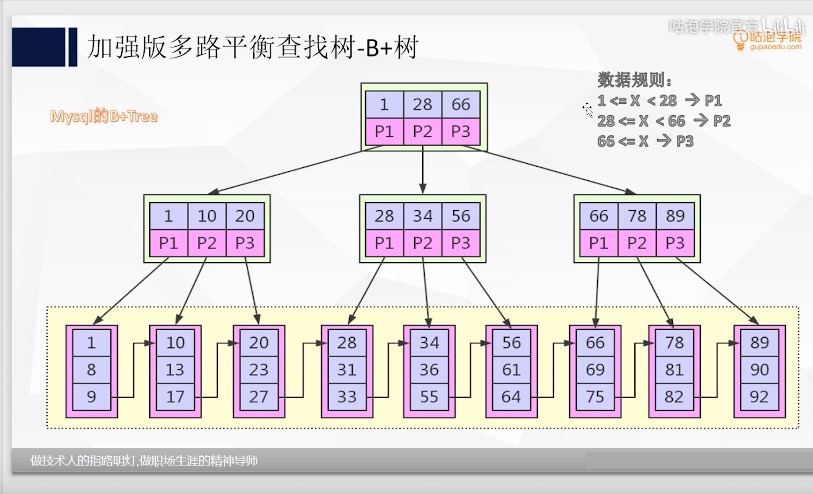 咕泡学院官方
加强版多路平衡查找树-B+树
咕泡学院
gupaoedu.com
数据规则：
1 <= X < 28 → P1
28 <= X < 66 → P2
66 <= X → P3
Mysql的B+Tree
1 28 66
P1 P2 P3
1 10 20 28 34 56 66 78 89
P1 P2 P3 P1 P2 P3 P1 P2 P3
1 10 20 28 34 56 66 78 89
8 13 23 31 36 61 69 81 90
9 17 27 33 55 64 75 82 92
做技术人的指路明灯,做职场生涯的精神导师